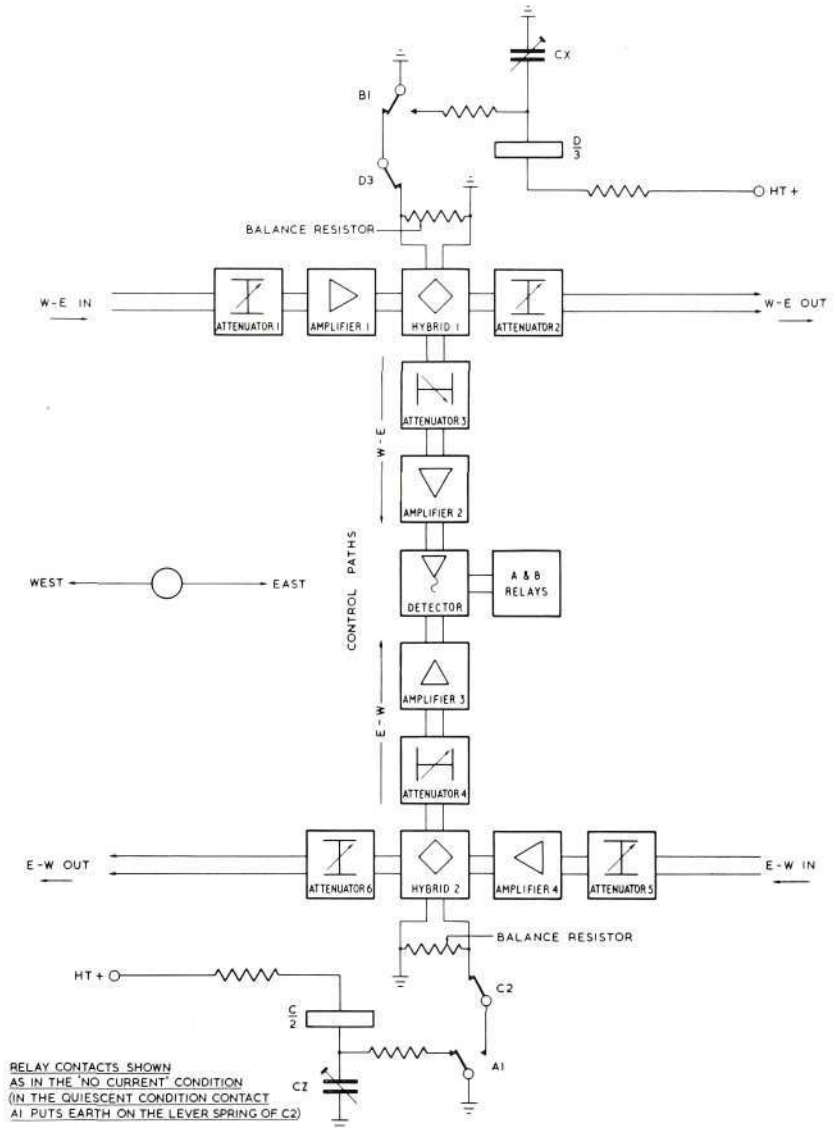 CX
B1
D
3
D3
HT +
BALANCE RESISTOR
W-E IN
ATTENUATOR 1
AMPLIFIER 1
HYBRID 1
ATTENUATOR 2
W-E OUT
ATTENUATOR 3
W-E
AMPLIFIER 2
WEST
EAST
CONTROL PATHS
DETECTOR
A & B
RELAYS
AMPLIFIER 3
E-W
ATTENUATOR 4
E-W OUT
ATTENUATOR 6
HYBRID 2
AMPLIFIER 4
ATTENUATOR 5
E-W IN
BALANCE RESISTOR
HT +
C2
C
2
A1
CZ
RELAY CONTACTS SHOWN
AS IN THE 'NO CURRENT' CONDITION
(IN THE QUIESCENT CONDITION CONTACT
A1 PUTS EARTH ON THE LEVER SPRING OF C2)